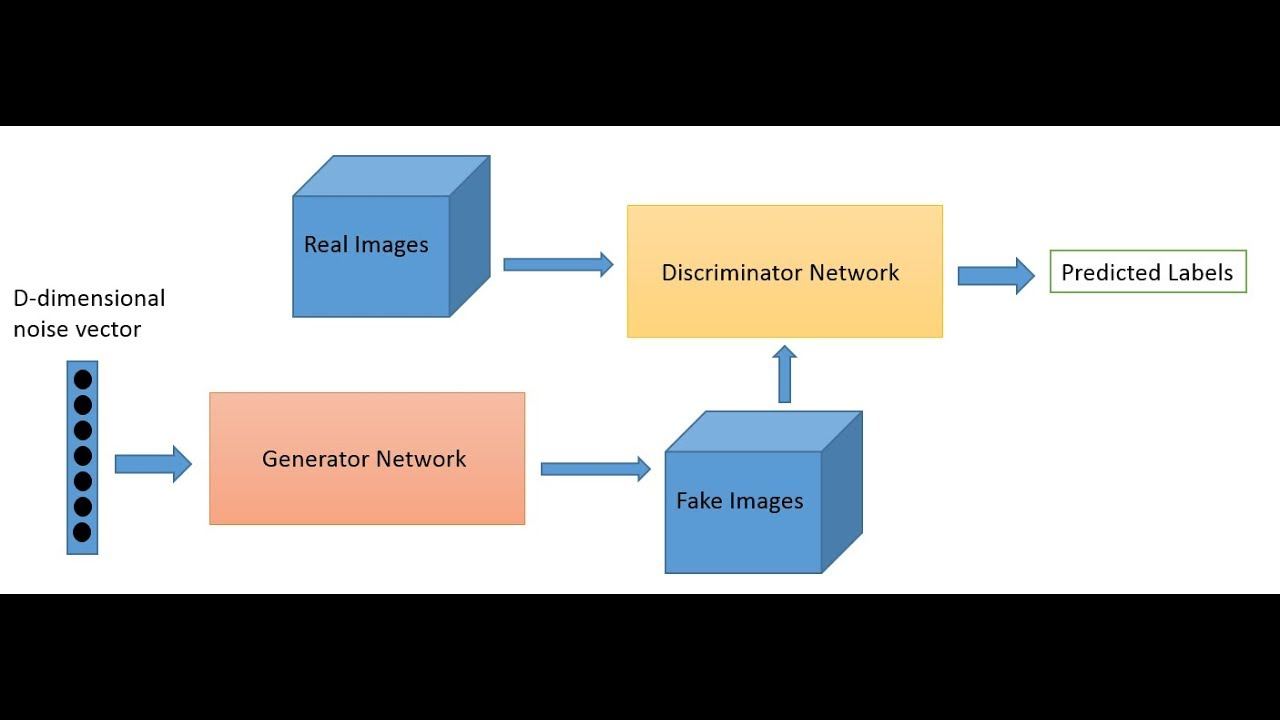 Real Images
Discriminator Network
Predicted Labels
D-dimensional
noise vector
Generator Network
Fake Images